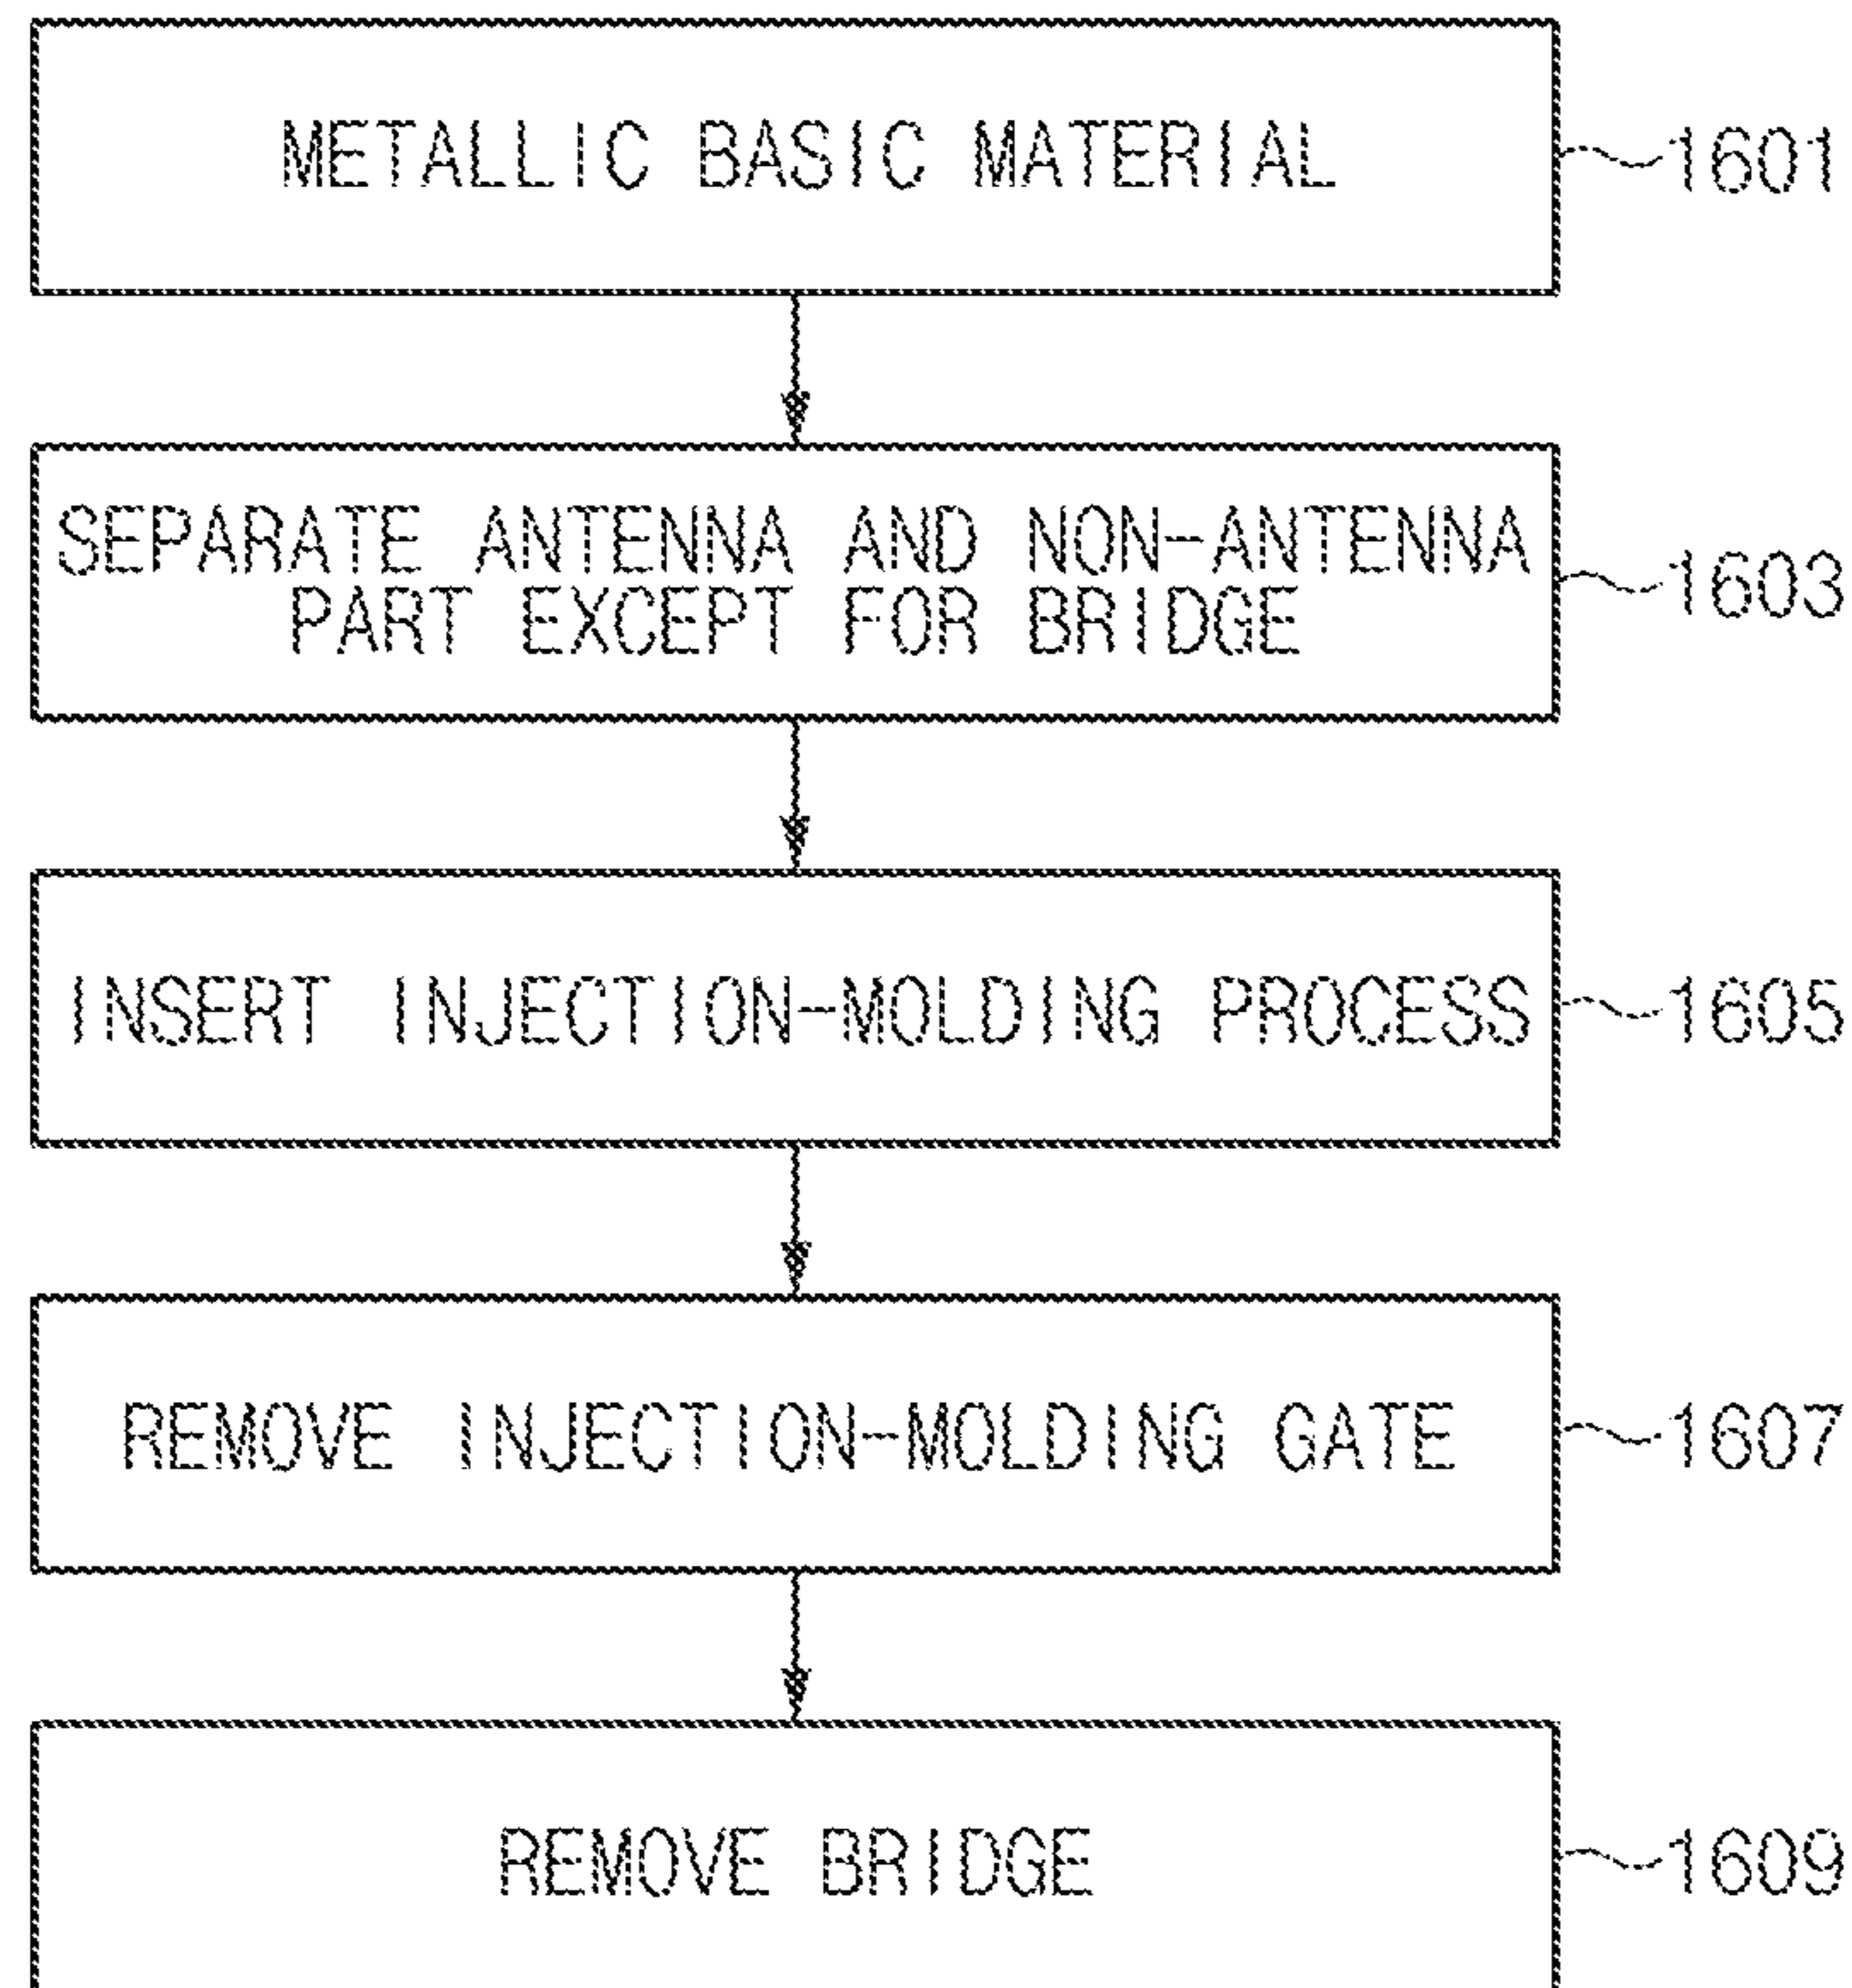 METALLIC BASIC MATERIAL
1601
SEPARATE ANTENNA AND NON-ANTENNA
PART EXCEPT FOR BRIDGE
1603
INSERT INJECTION-MOLDING PROCESS
1605
REMOVE INJECTION-MOLDING GATE
1607
REMOVE BRIDGE
1609